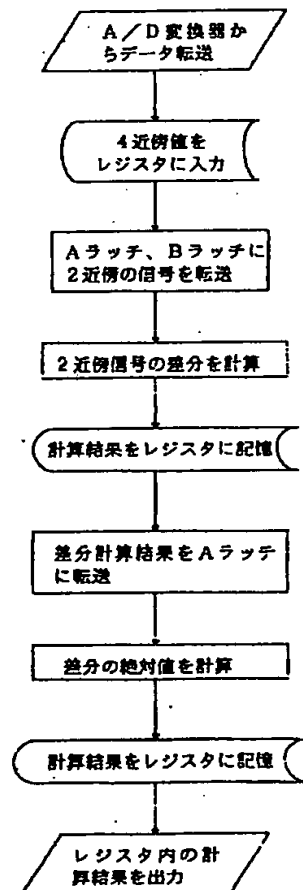 A/D変換器か
らデータ転送
4近傍値を
レジスタに入力
Aラッチ、Bラッチに
2近傍の信号を転送
2近傍信号の差分を計算
計算結果をレジスタに記憶
差分計算結果をAラッチ
に転送
差分の絶対値を計算
計算結果をレジスタに記憶
レジスタ内の計
算結果を出力